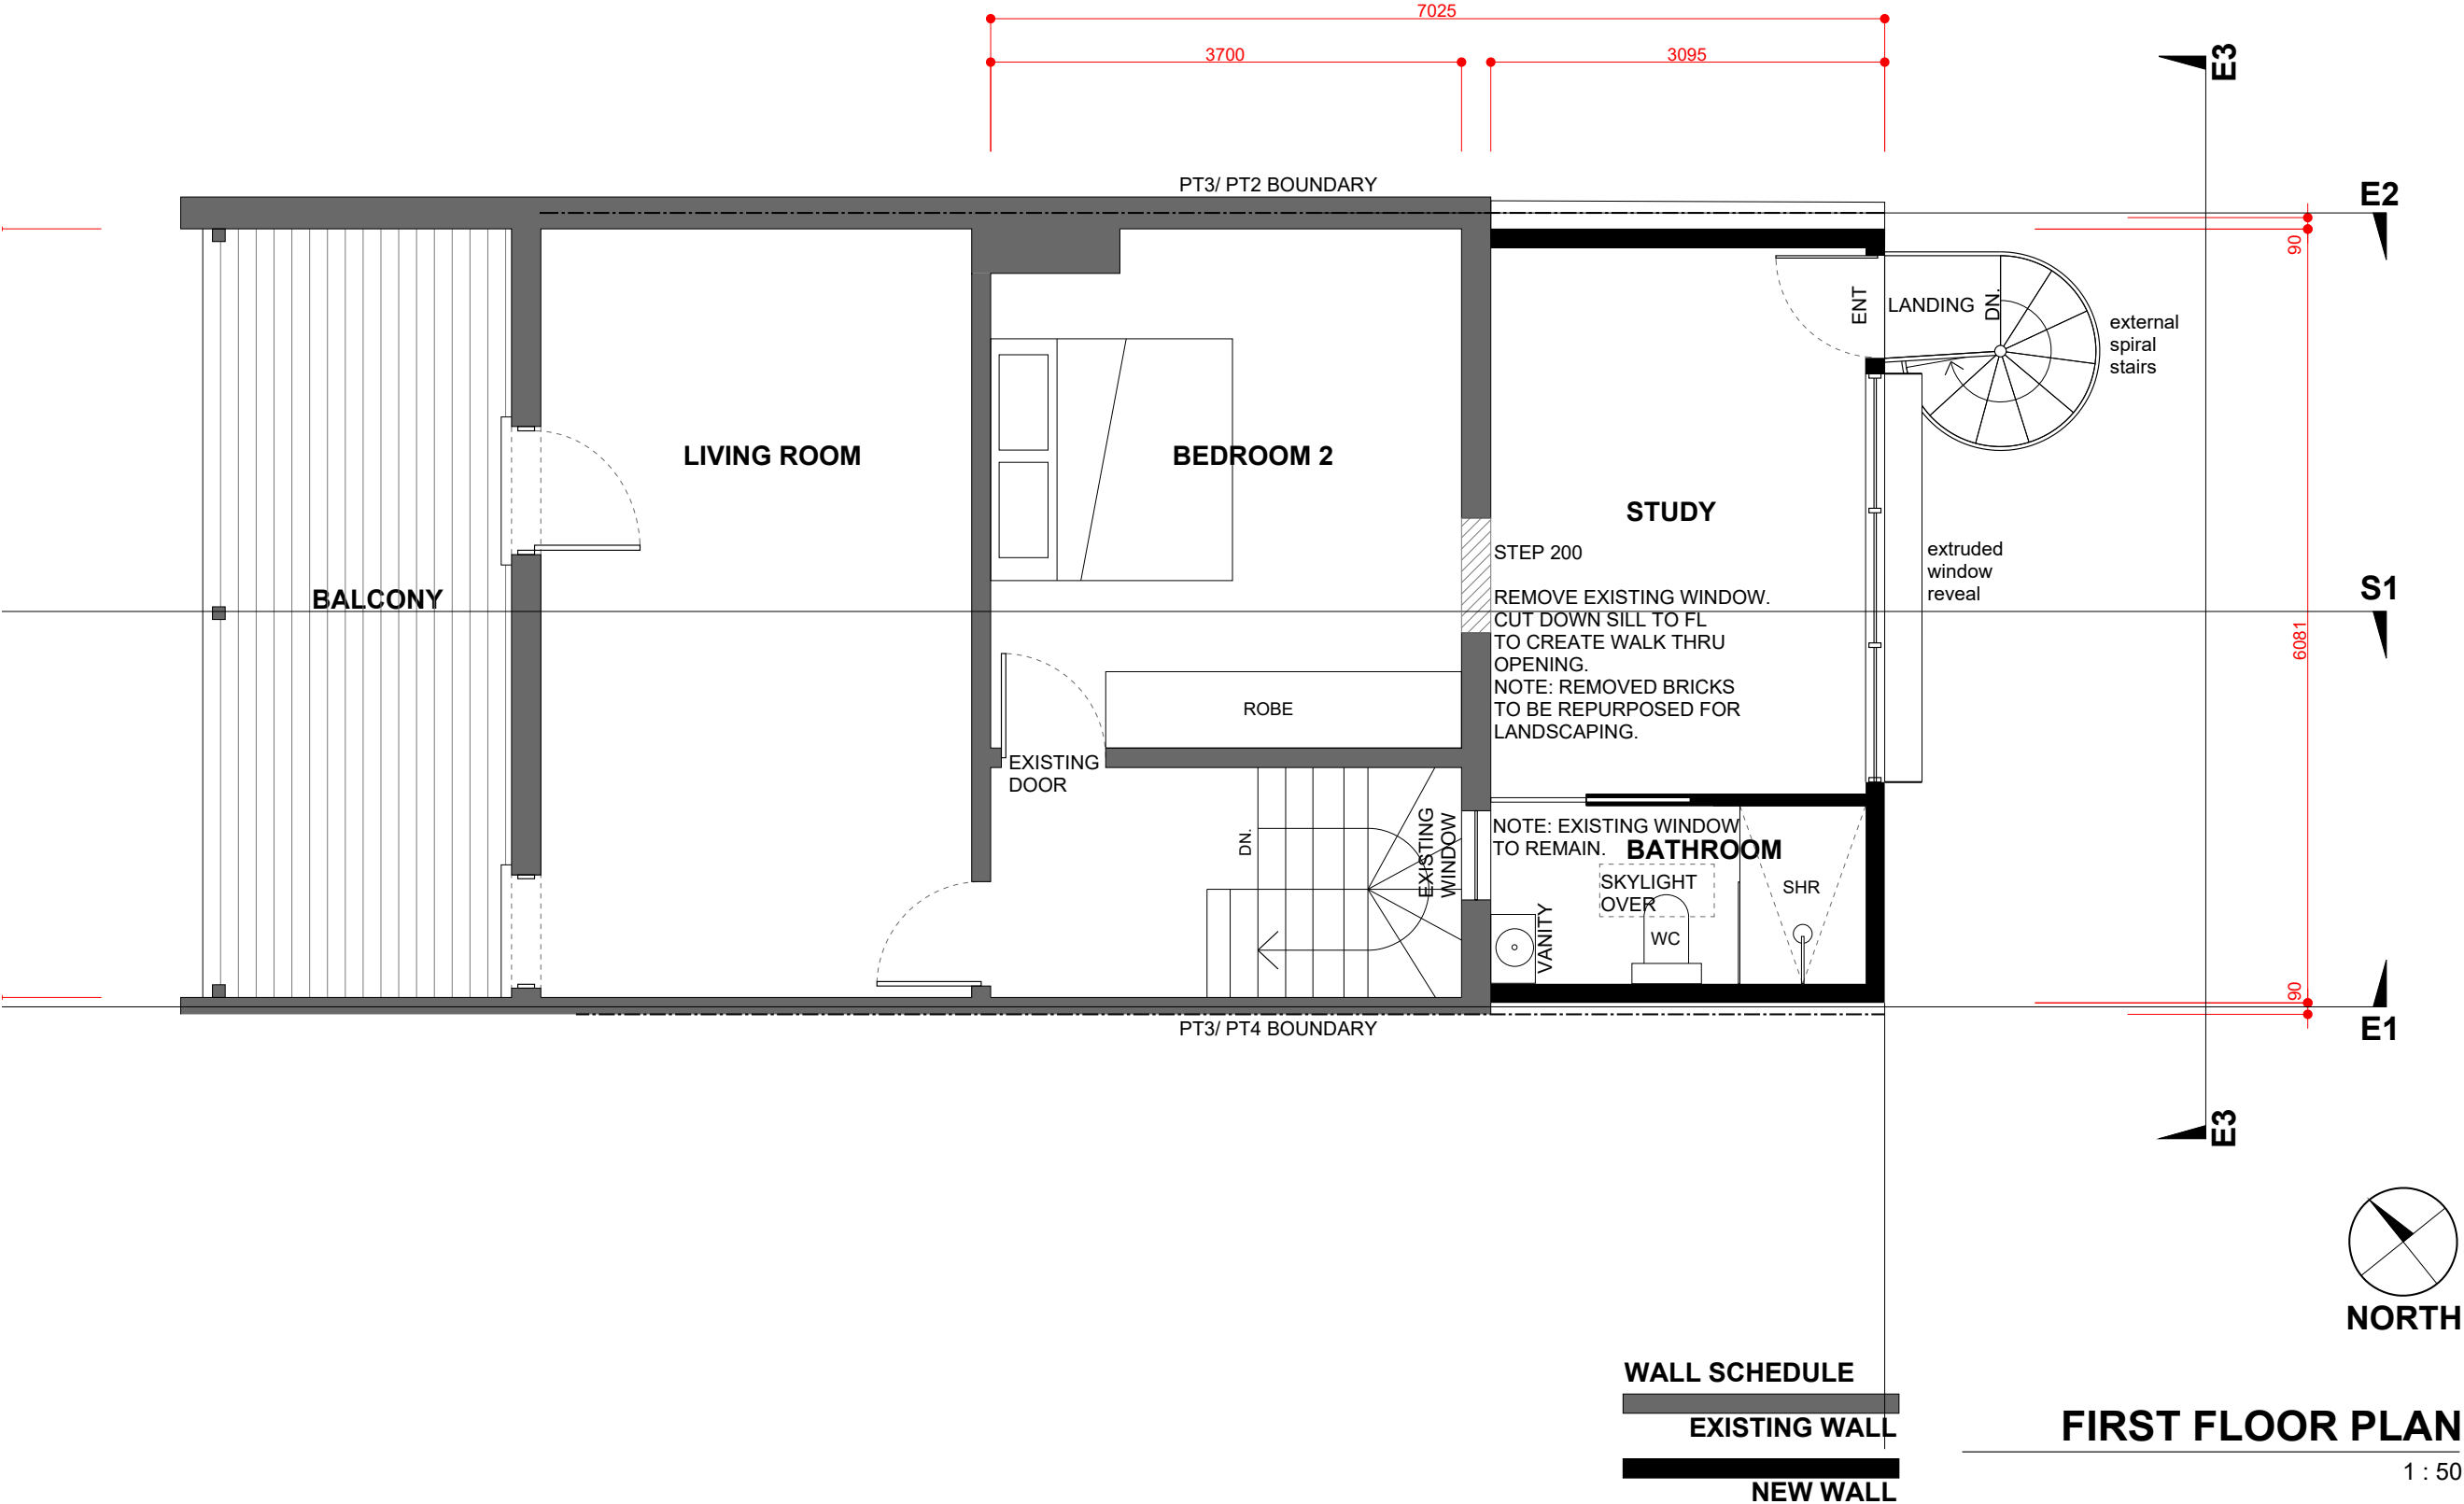 7025
3700
3095
E3
PT3/ PT2 BOUNDARY
E2
90
ENT
LANDING
DN.
external
spiral
stairs
LIVING ROOM
BEDROOM 2
STUDY
STEP 200
extruded
window
reveal
BALCONY
S1
REMOVE EXISTING WINDOW.
CUT DOWN SILL TO FL
TO CREATE WALK THRU
OPENING.
NOTE: REMOVED BRICKS
TO BE REPURPOSED FOR
LANDSCAPING.
6081
ROBE
EXISTING
DOOR
DN.
EXISTING
WINDOW
NOTE: EXISTING WINDOW
TO REMAIN.
BATHROOM
SKYLIGHT
OVER
SHR
VANITY
WC
90
E1
PT3/ PT4 BOUNDARY
E3
NORTH
WALL SCHEDULE
EXISTING WALL
NEW WALL
FIRST FLOOR PLAN
1 : 50